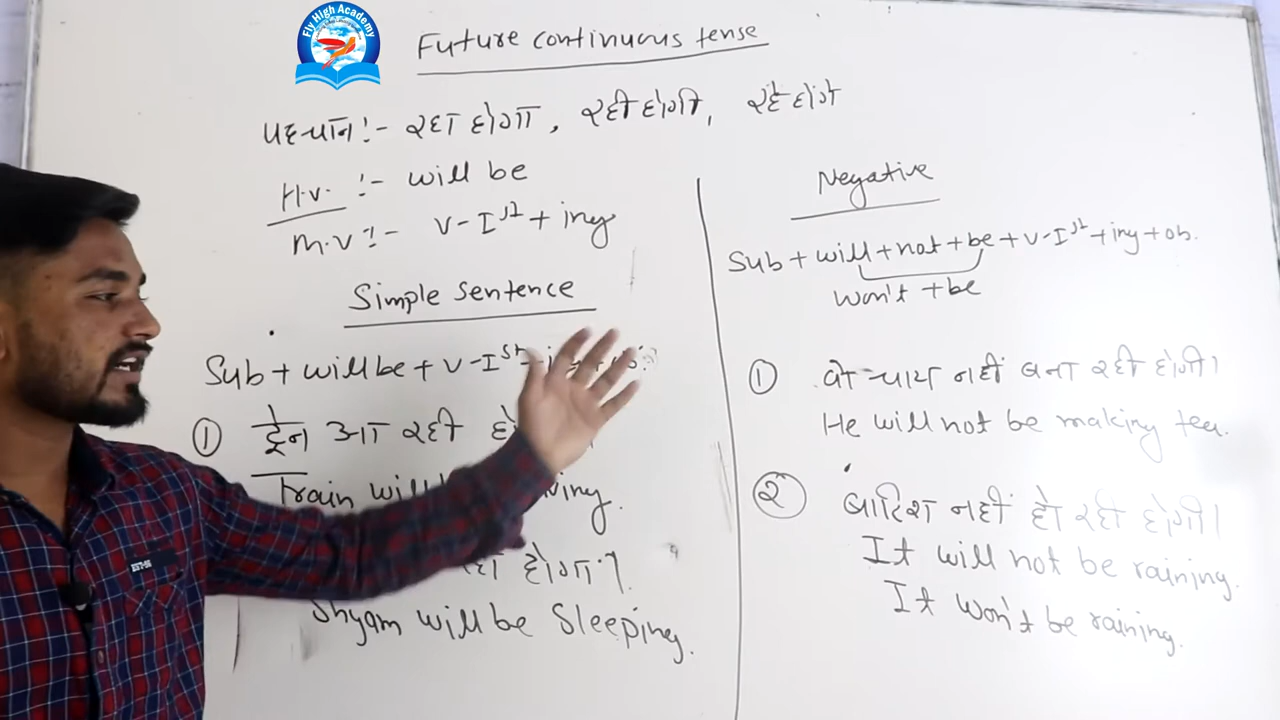 Fly High Academy
Future continuous tense
पहचान :- रहा होगा, रही होगी, रहे होंगे
H.v. :- will be
m.v :- v-Ist + ing
Simple Sentence
Sub + will be + v-Ist
① ट्रेन आ रही
Train will
होगा।
Shyam will be Sleeping.
Negative
Sub + will + not + be + v-Ist + ing + ob.
won't + be
① वो चाय नहीं बना रही होगी।
He will not be making tea.
② बारिश नहीं हो रही होगी।
It will not be raining.
It won't be raining.